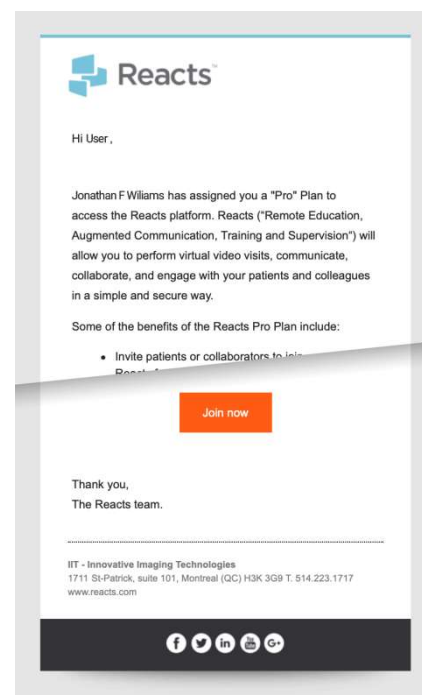 Reacts™
Hi User,
Jonathan F Wiliams has assigned you a "Pro" Plan to
access the Reacts platform. Reacts ("Remote Education,
Augmented Communication, Training and Supervision") will
allow you to perform virtual video visits, communicate,
collaborate, and engage with your patients and colleagues
in a simple and secure way.
Some of the benefits of the Reacts Pro Plan include:
• Invite patients or collaborators to join
Join now
Thank you,
The Reacts team.
IIT - Innovative Imaging Technologies
1711 St-Patrick, suite 101, Montreal (QC) H3K 3G9 T. 514.223.1717
www.reacts.com